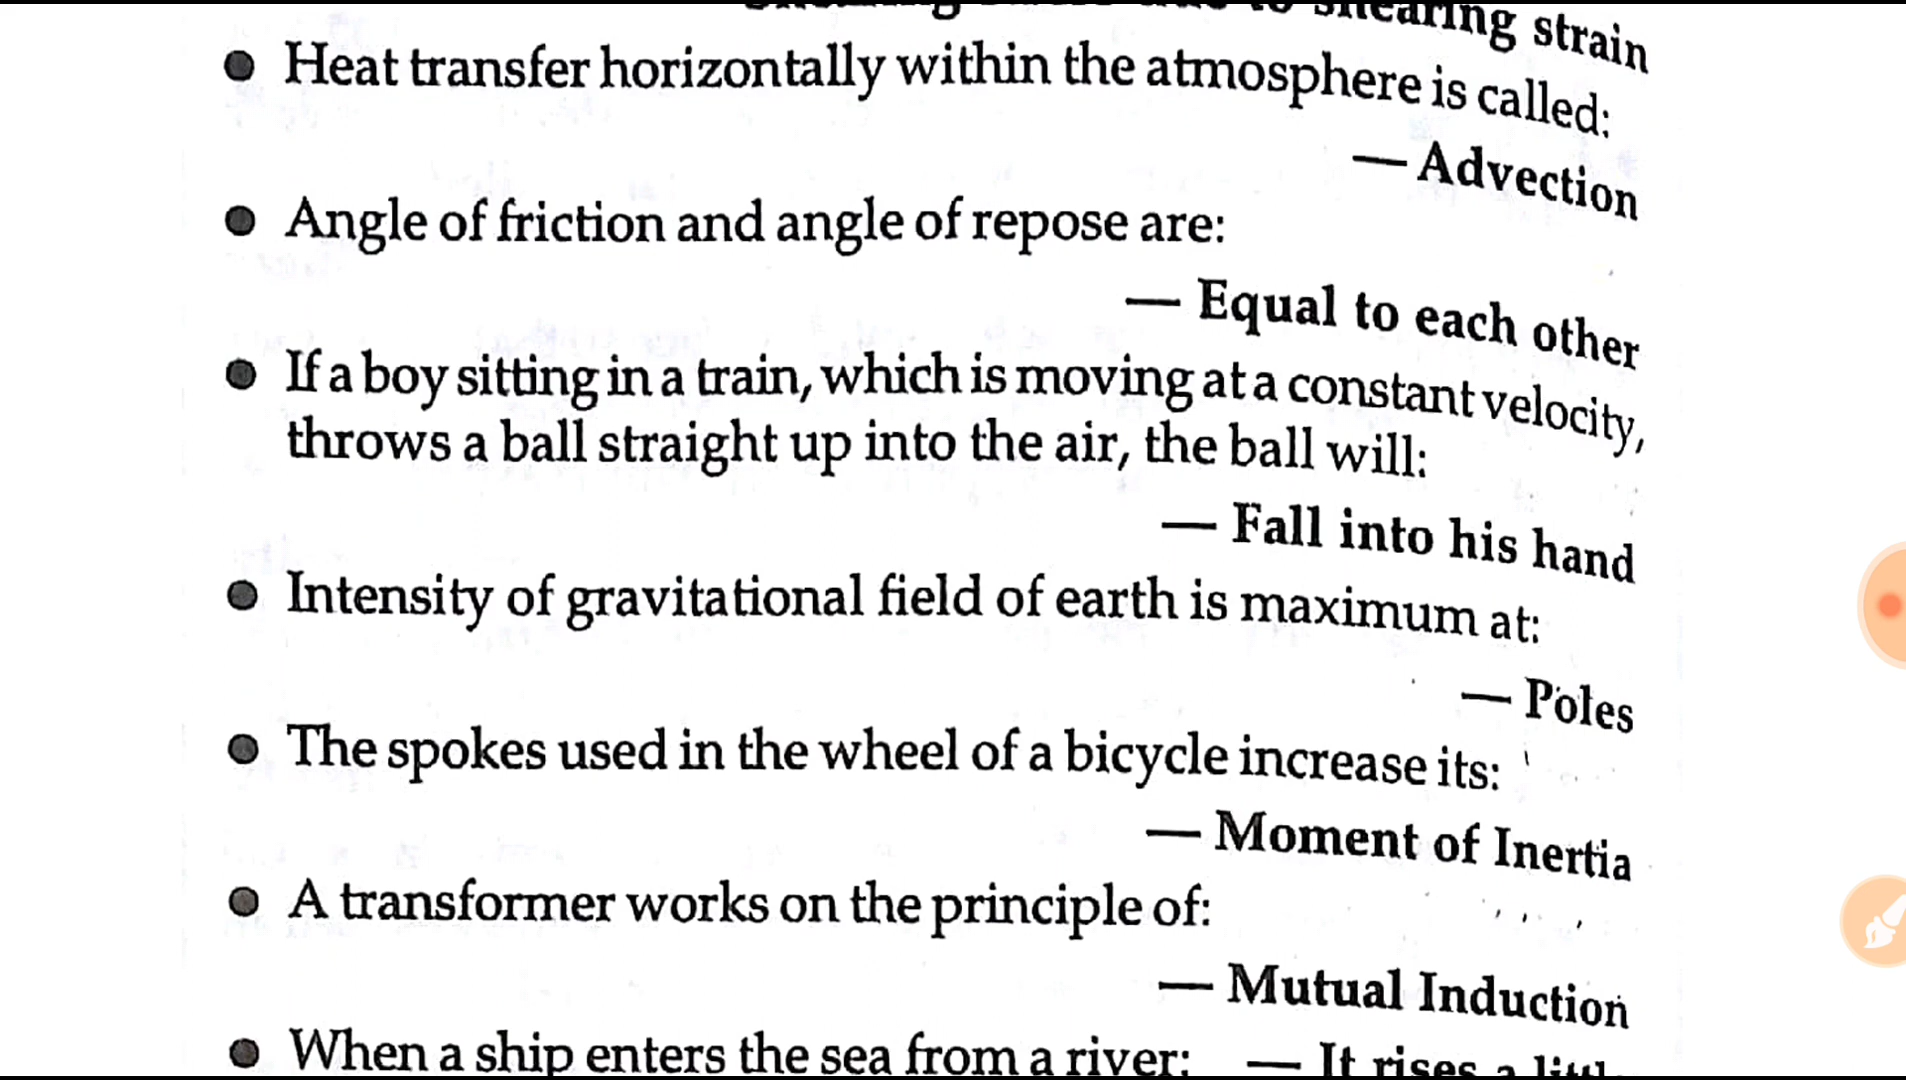 shearing strain
● Heat transfer horizontally within the atmosphere is called:
— Advection
● Angle of friction and angle of repose are:
— Equal to each other
● If a boy sitting in a train, which is moving at a constant velocity,
throws a ball straight up into the air, the ball will:
— Fall into his hand
● Intensity of gravitational field of earth is maximum at:
— Poles
● The spokes used in the wheel of a bicycle increase its:
— Moment of Inertia
● A transformer works on the principle of:
— Mutual Induction
● When a ship enters the sea from a river: — It rises a